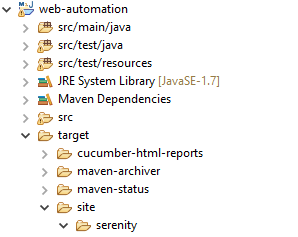 web-automation
src/main/java
src/test/java
src/test/resources
JRE System Library [JavaSE-1.7]
Maven Dependencies
src
target
cucumber-html-reports
maven-archiver
maven-status
site
serenity